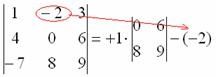 | 1 -2 3 |
| 4 0 6 | = +1· | 0 6 | -(-2)
| -7 8 9 | | 8 9 |